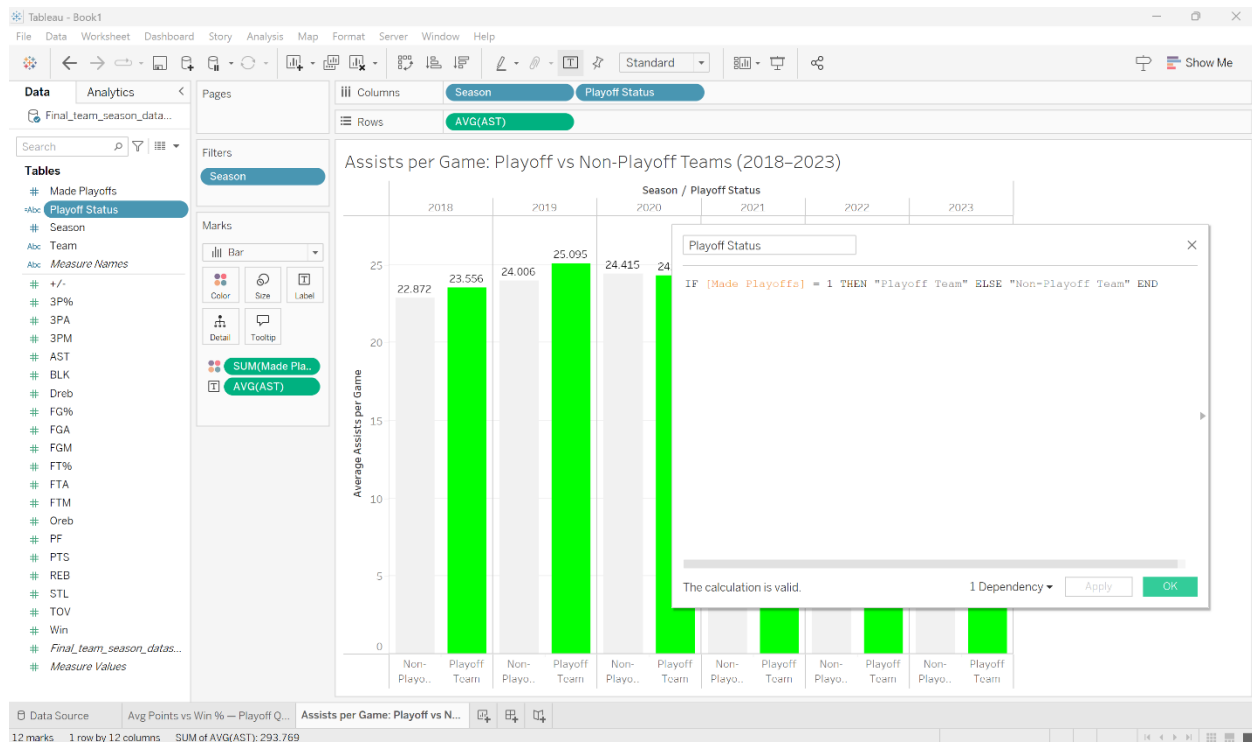 Tableau - Book1
File Data Worksheet Dashboard Story Analysis Map Format Server Window Help
Standard
Show Me
Data Analytics
Final_team_season_data...
Search
Tables
# Made Playoffs
=Abc Playoff Status
# Season
Abc Team
Abc Measure Names
# +/-
# 3P%
# 3PA
# 3PM
# AST
# BLK
# Dreb
# FG%
# FGA
# FGM
# FT%
# FTA
# FTM
# Oreb
# PF
# PTS
# REB
# STL
# TOV
# Win
# Final_team_season_datas...
# Measure Values
Pages
Filters
Season
Marks
Bar
Color Size Label
Detail Tooltip
SUM(Made Pla..
AVG(AST)
Columns Season Playoff Status
Rows AVG(AST)
Assists per Game: Playoff vs Non-Playoff Teams (2018–2023)
Season / Playoff Status
2018 2019 2020 2021 2022 2023
Average Assists per Game
25
20
15
10
5
0
22.872 23.556 24.006 25.095 24.415 24
Non-Playo.. Playoff Team Non-Playo.. Playoff Team Non-Playo.. Playoff Team Non-Playo.. Playoff Team Non-Playo.. Playoff Team Non-Playo.. Playoff Team
Playoff Status
IF [Made Playoffs] = 1 THEN "Playoff Team" ELSE "Non-Playoff Team" END
The calculation is valid.
1 Dependency Apply OK
Data Source Avg Points vs Win % — Playoff Q... Assists per Game: Playoff vs N...
12 marks 1 row by 12 columns SUM of AVG(AST): 293.769